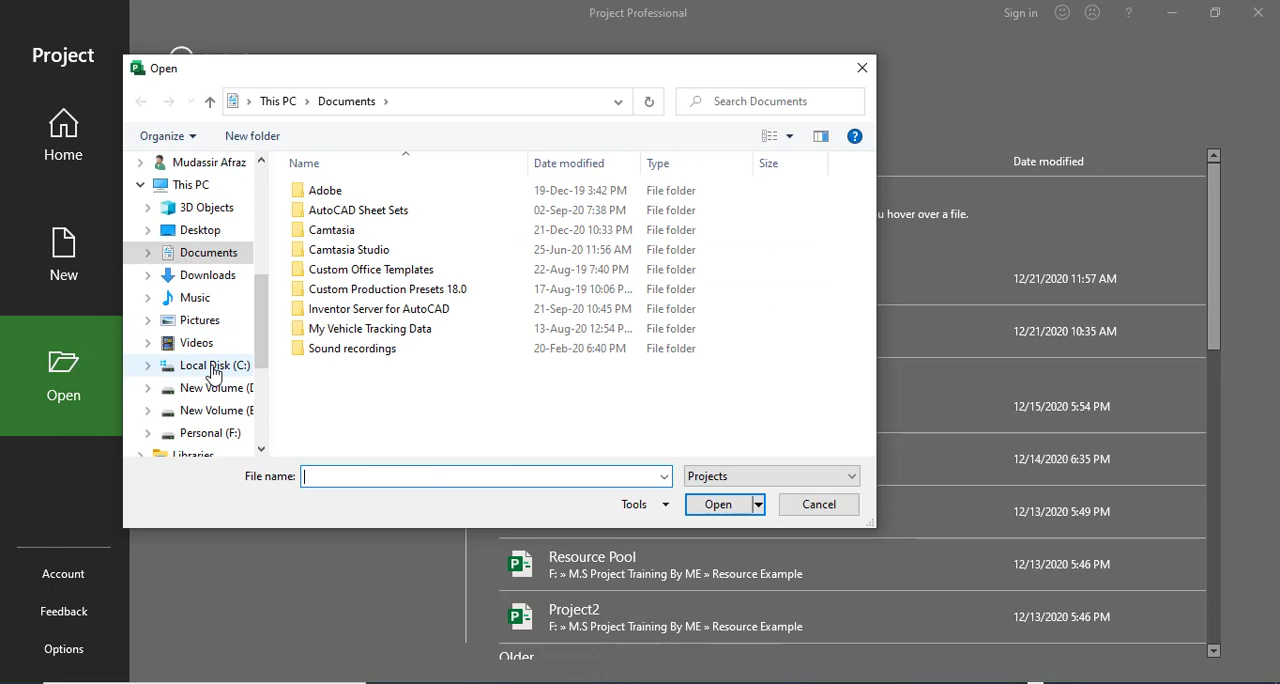 Project Professional
Sign in
?
Project
Home
New
Open
Account
Feedback
Options
Open
This PC › Documents ›
Search Documents
Organize
New folder
?
Mudassir Afraz
This PC
3D Objects
Desktop
Documents
Downloads
Music
Pictures
Videos
Local Disk (C:)
New Volume (
New Volume (
Personal (F:)
Libraries
Name Date modified Type Size
Adobe 19-Dec-19 3:42 PM File folder
AutoCAD Sheet Sets 02-Sep-20 7:38 PM File folder
Camtasia 21-Dec-20 10:33 PM File folder
Camtasia Studio 25-Jun-20 11:56 AM File folder
Custom Office Templates 22-Aug-19 7:40 PM File folder
Custom Production Presets 18.0 17-Aug-19 10:06 P... File folder
Inventor Server for AutoCAD 21-Sep-20 10:45 PM File folder
My Vehicle Tracking Data 13-Aug-20 12:54 P... File folder
Sound recordings 20-Feb-20 6:40 PM File folder
File name:
Projects
Tools
Open
Cancel
Date modified
u hover over a file.
12/21/2020 11:57 AM
12/21/2020 10:35 AM
12/15/2020 5:54 PM
12/14/2020 6:35 PM
12/13/2020 5:49 PM
Resource Pool
F: » M.S Project Training By ME » Resource Example
12/13/2020 5:46 PM
Project2
F: » M.S Project Training By ME » Resource Example
12/13/2020 5:46 PM
Older